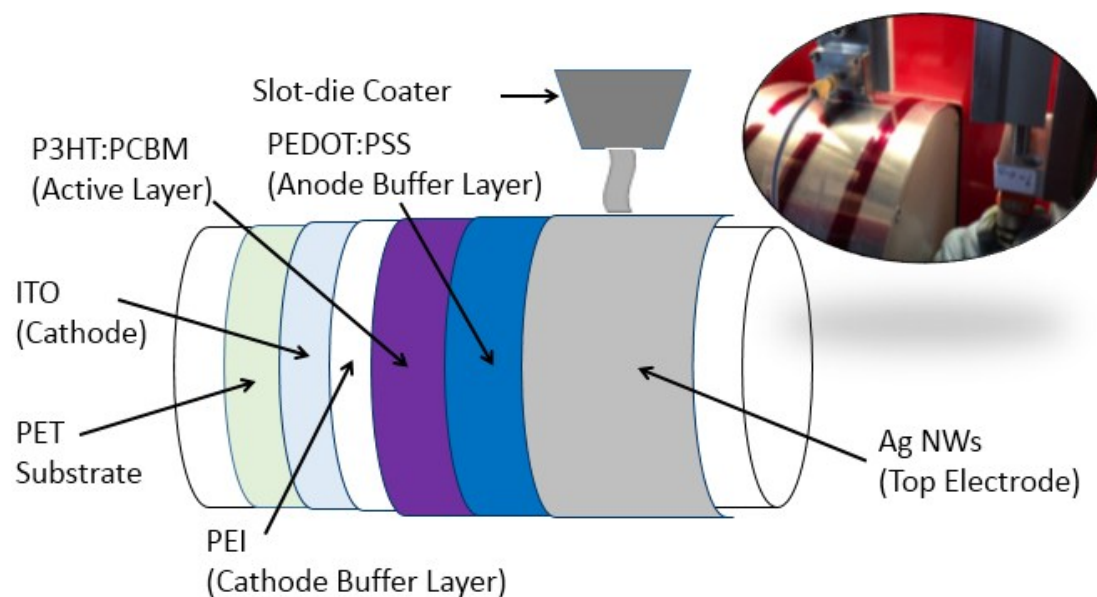 Slot-die Coater
P3HT:PCBM
(Active Layer)
PEDOT:PSS
(Anode Buffer Layer)
ITO
(Cathode)
PET
Substrate
Ag NWs
(Top Electrode)
PEI
(Cathode Buffer Layer)